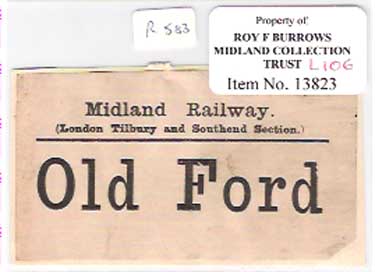 R 583
Property of
ROY F BURROWS
MIDLAND COLLECTION
TRUST L106
Item No. 13823
Midland Railway.
(London Tilbury and Southend Section.)
Old Ford